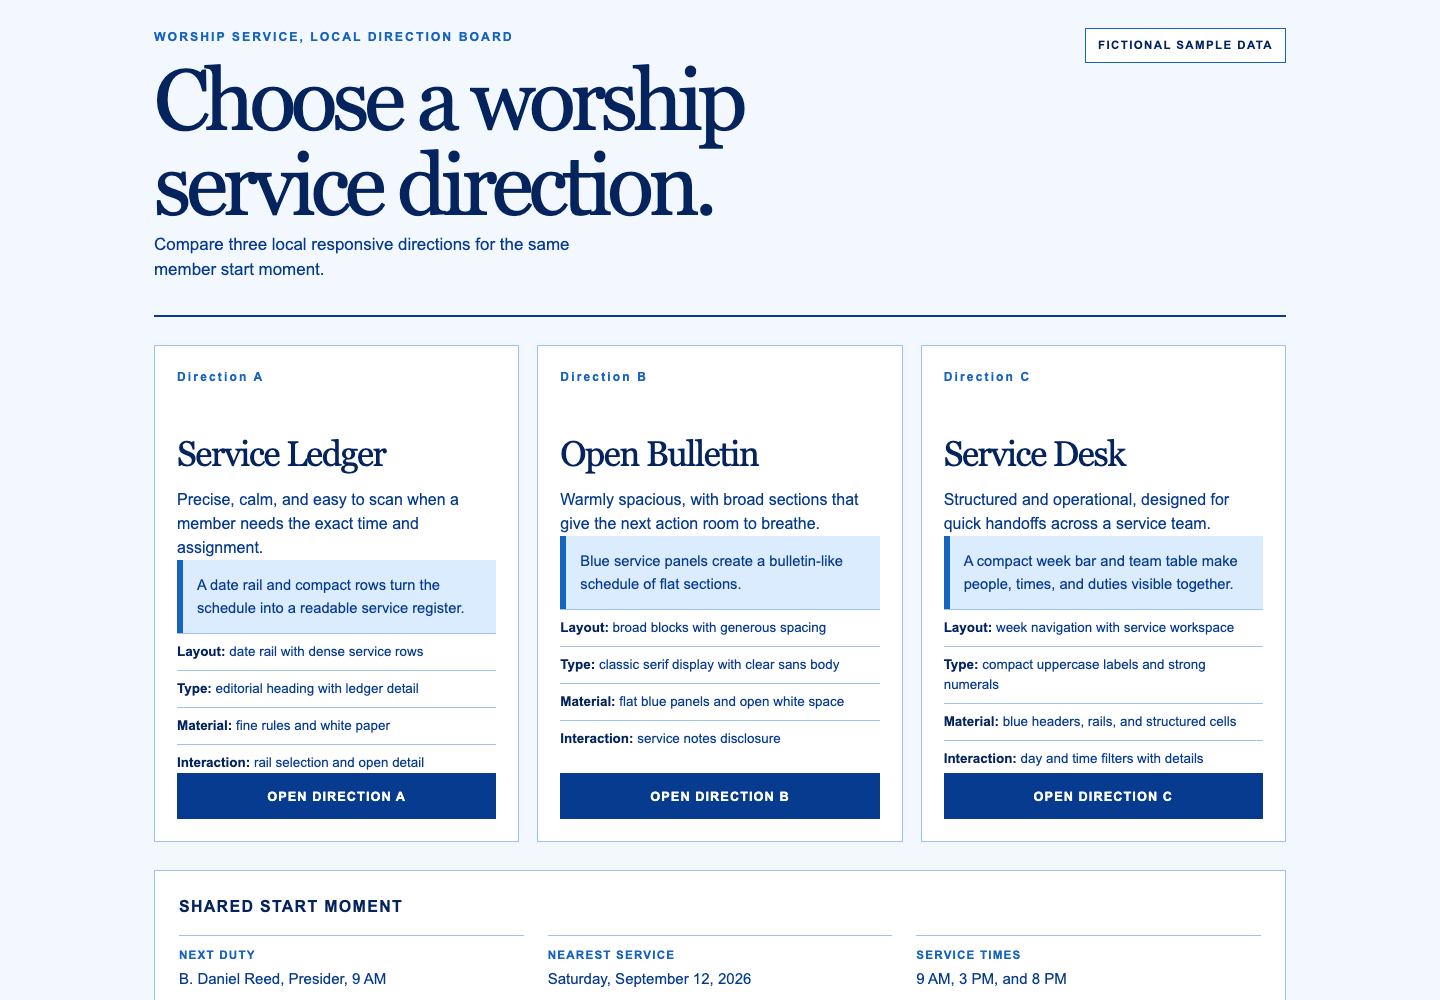 WORSHIP SERVICE, LOCAL DIRECTION BOARD
FICTIONAL SAMPLE DATA
Choose a worship
service direction.
Compare three local responsive directions for the same
member start moment.
Direction A
Service Ledger
Precise, calm, and easy to scan when a
member needs the exact time and
assignment.
A date rail and compact rows turn the
schedule into a readable service register.
Layout: date rail with dense service rows
Type: editorial heading with ledger detail
Material: fine rules and white paper
Interaction: rail selection and open detail
OPEN DIRECTION A
Direction B
Open Bulletin
Warmly spacious, with broad sections that
give the next action room to breathe.
Blue service panels create a bulletin-like
schedule of flat sections.
Layout: broad blocks with generous spacing
Type: classic serif display with clear sans body
Material: flat blue panels and open white space
Interaction: service notes disclosure
OPEN DIRECTION B
Direction C
Service Desk
Structured and operational, designed for
quick handoffs across a service team.
A compact week bar and team table make
people, times, and duties visible together.
Layout: week navigation with service workspace
Type: compact uppercase labels and strong
numerals
Material: blue headers, rails, and structured cells
Interaction: day and time filters with details
OPEN DIRECTION C
SHARED START MOMENT
NEXT DUTY
B. Daniel Reed, Presider, 9 AM
NEAREST SERVICE
Saturday, September 12, 2026
SERVICE TIMES
9 AM, 3 PM, and 8 PM